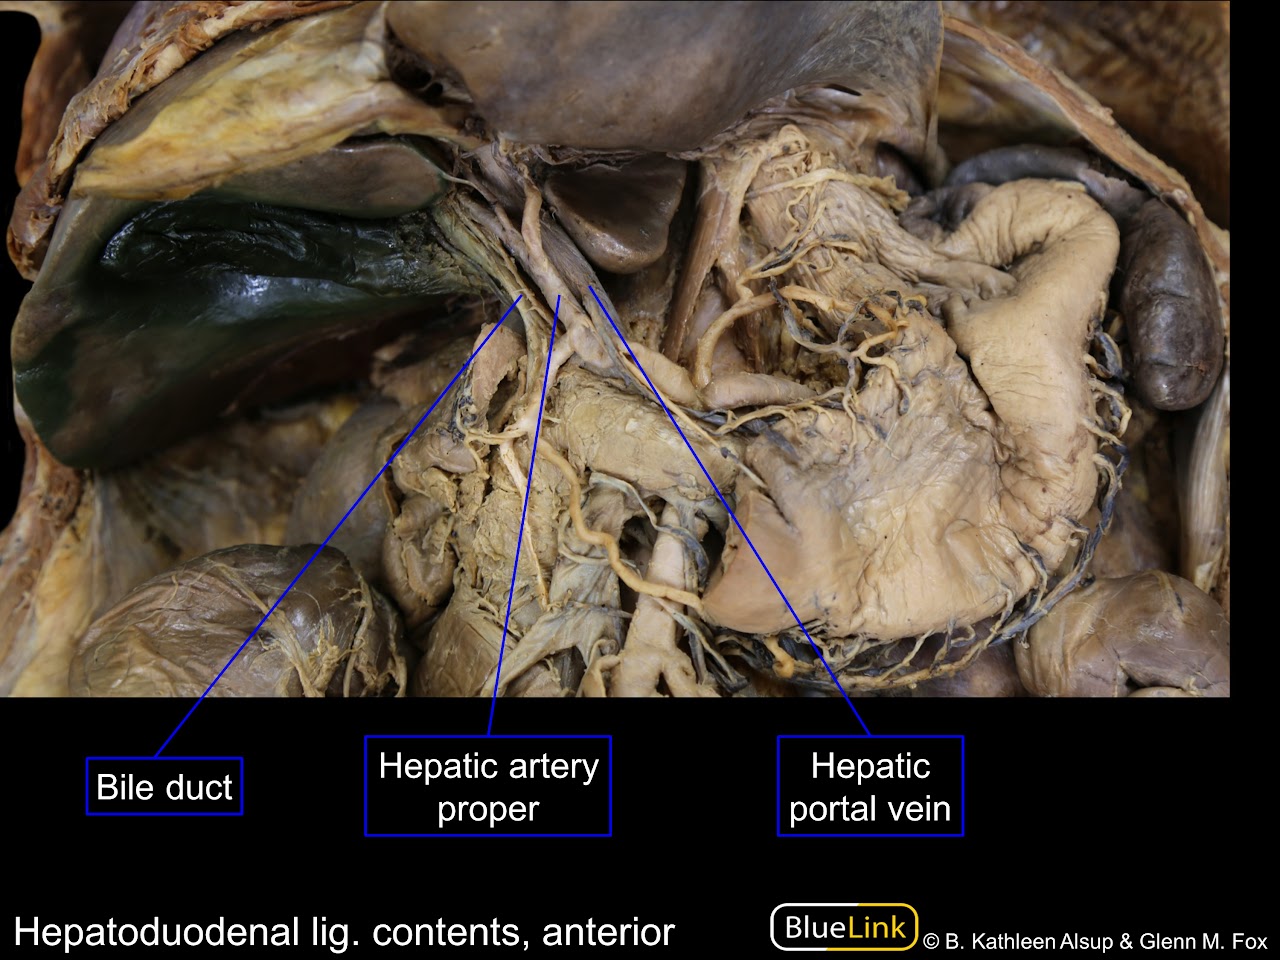 Bile duct
Hepatic artery
proper
Hepatic
portal vein
Hepatoduodenal lig. contents, anterior
BlueLink
© B. Kathleen Alsup & Glenn M. Fox